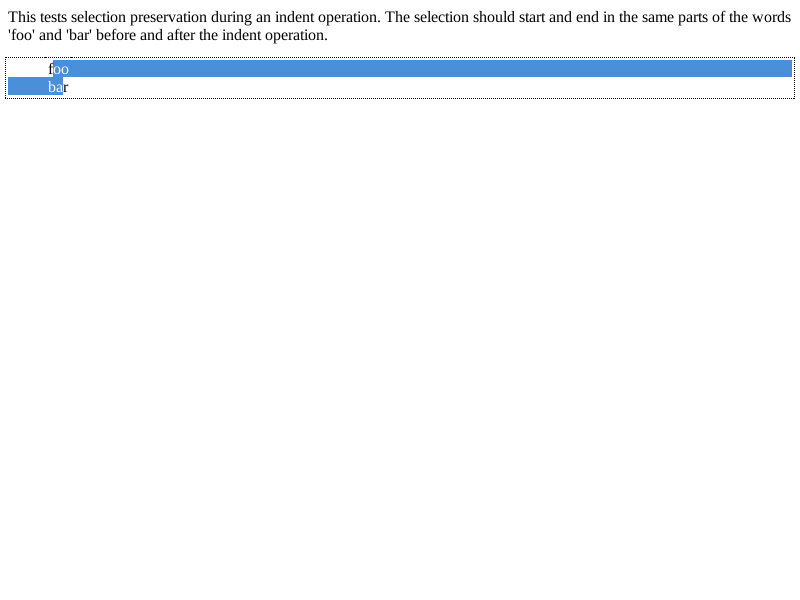 This tests selection preservation during an indent operation. The selection should start and end in the same parts of the words
'foo' and 'bar' before and after the indent operation.
foo
bar